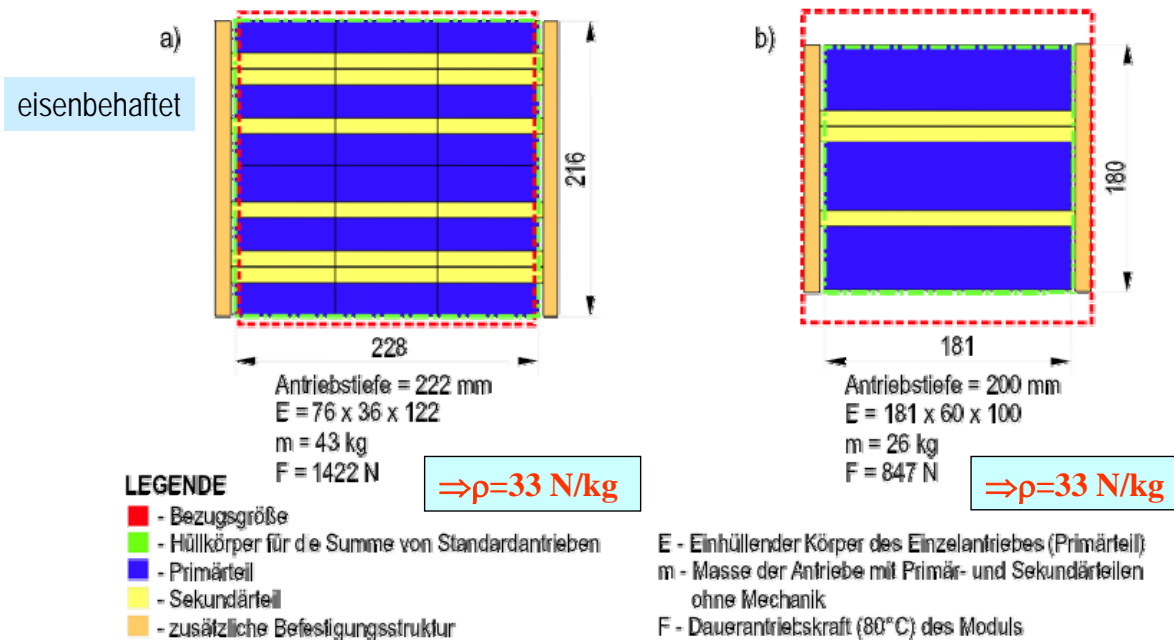 a)
b)
eisenbehaftet
216
180
228
181
Antriebstiefe = 222 mm
E = 76 x 36 x 122
m = 43 kg
F = 1422 N
⇒ρ=33 N/kg
Antriebstiefe = 200 mm
E = 181 x 60 x 100
m = 26 kg
F = 847 N
⇒ρ=33 N/kg
LEGENDE
- Bezugsgröße
- Hüllkörper für d e Summe von Standardantrieben
- Primärteil
- Sekundärteil
- zusätzliche Befestigungsstruktur
E - Einhüllender Körper des Einzelantriebes (Primärteil)
m - Masse der Antriebe mit Primär- und Sekundärteilen
ohne Mechanik
F - Dauerantriebskraft (80°C) des Moduls